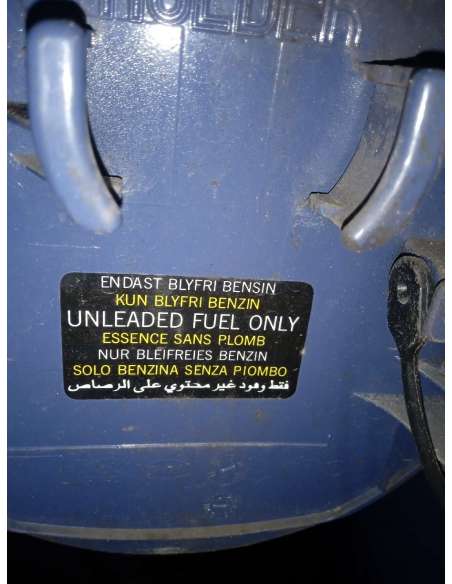 HOLDER
ENDAST BLYFRI BENSIN
KUN BLYFRI BENZIN
UNLEADED FUEL ONLY
ESSENCE SANS PLOMB
NUR BLEIFREIES BENZIN
SOLO BENZINA SENZA PIOMBO
فقط وقود غير محتوي على الرصاص